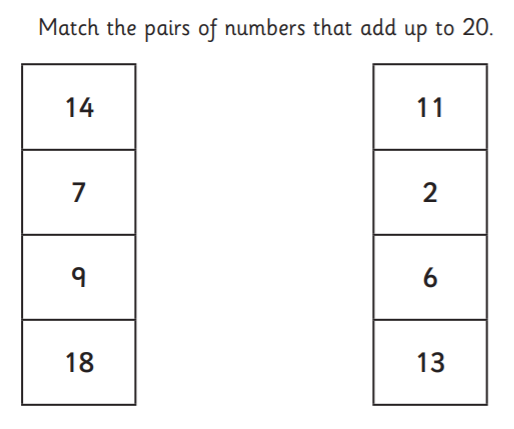 Match the pairs of numbers that add up to 20.
14 11
7 2
9 6
18 13